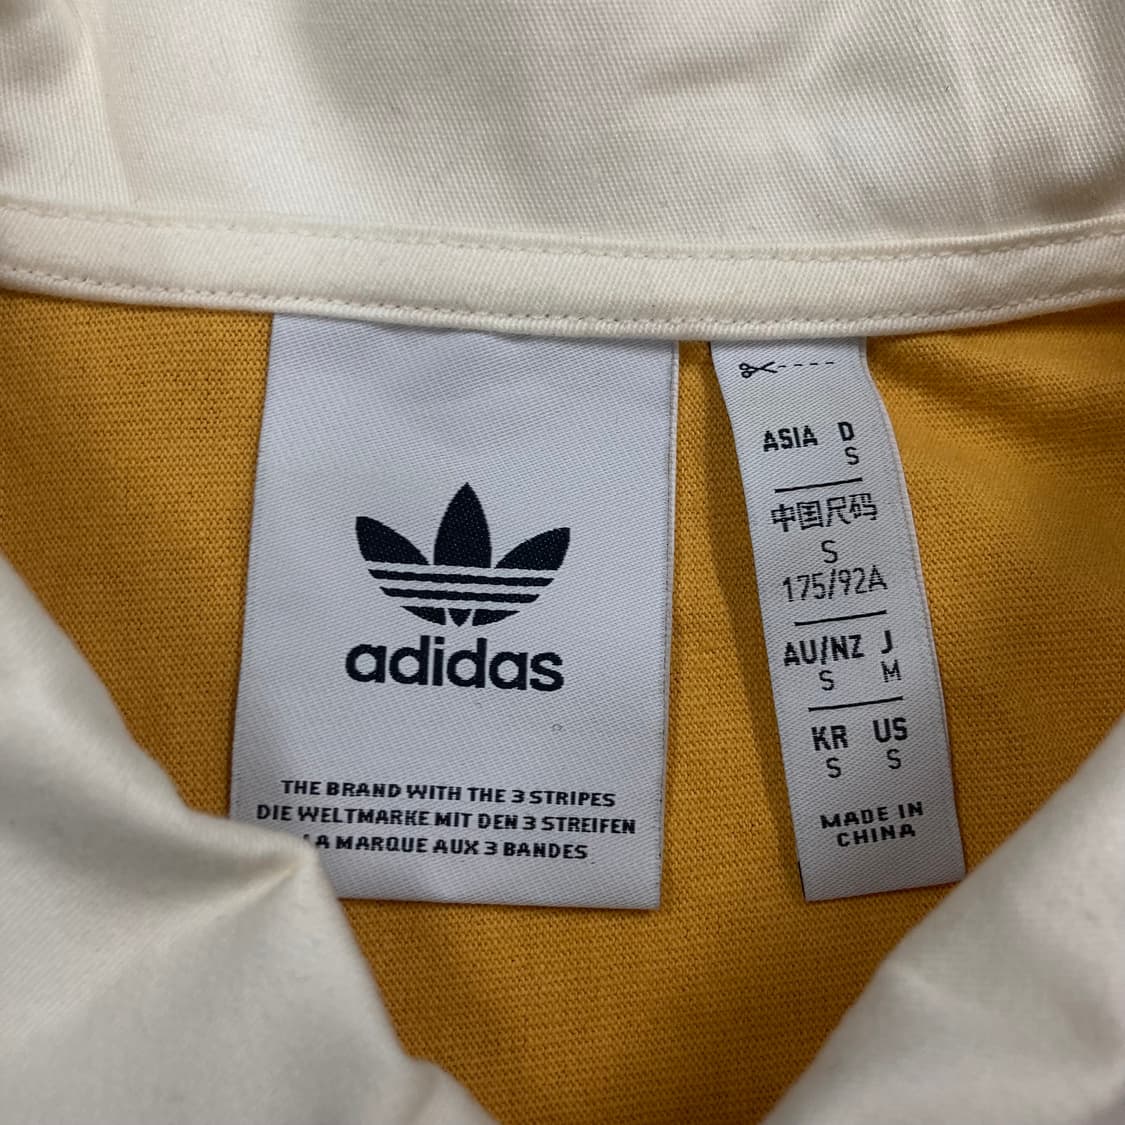 adidas
THE BRAND WITH THE 3 STRIPES
DIE WELTMARKE MIT DEN 3 STREIFEN
LA MARQUE AUX 3 BANDES
ASIA D
S
中国尺码
S
175/92A
AU/NZ J
S M
KR US
S S
MADE IN
CHINA